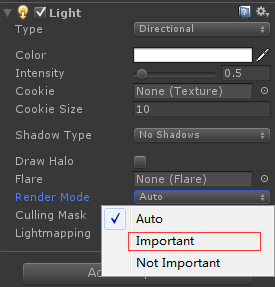 Light
Type Directional
Color
Intensity 0.5
Cookie None (Texture)
Cookie Size 10
Shadow Type No Shadows
Draw Halo
Flare None (Flare)
Render Mode Auto
Culling Mask
Lightmapping
Auto
Important
Not Important